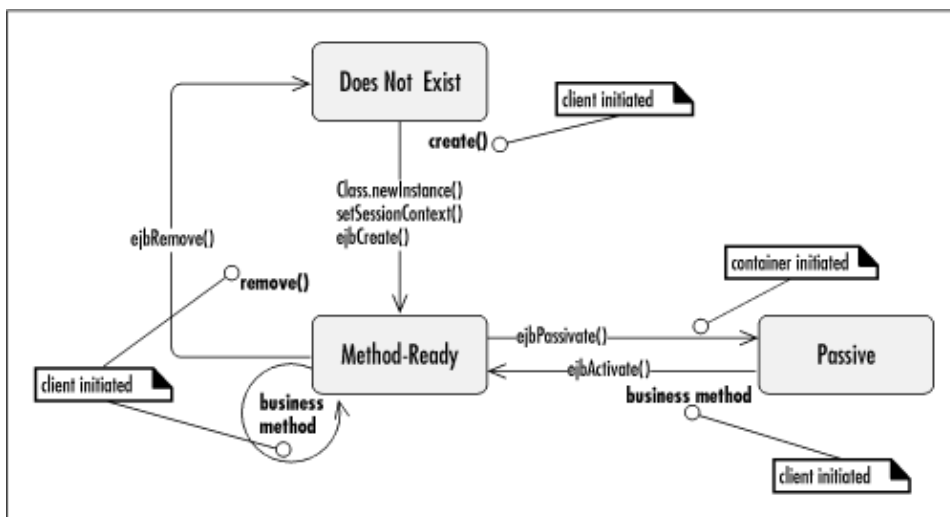 Does Not Exist
client initiated
create()
Class.newInstance()
setSessionContext()
ejbCreate()
ejbRemove()
remove()
container initiated
ejbPassivate()
Method-Ready
Passive
ejbActivate()
client initiated
business
method
business method
client initiated